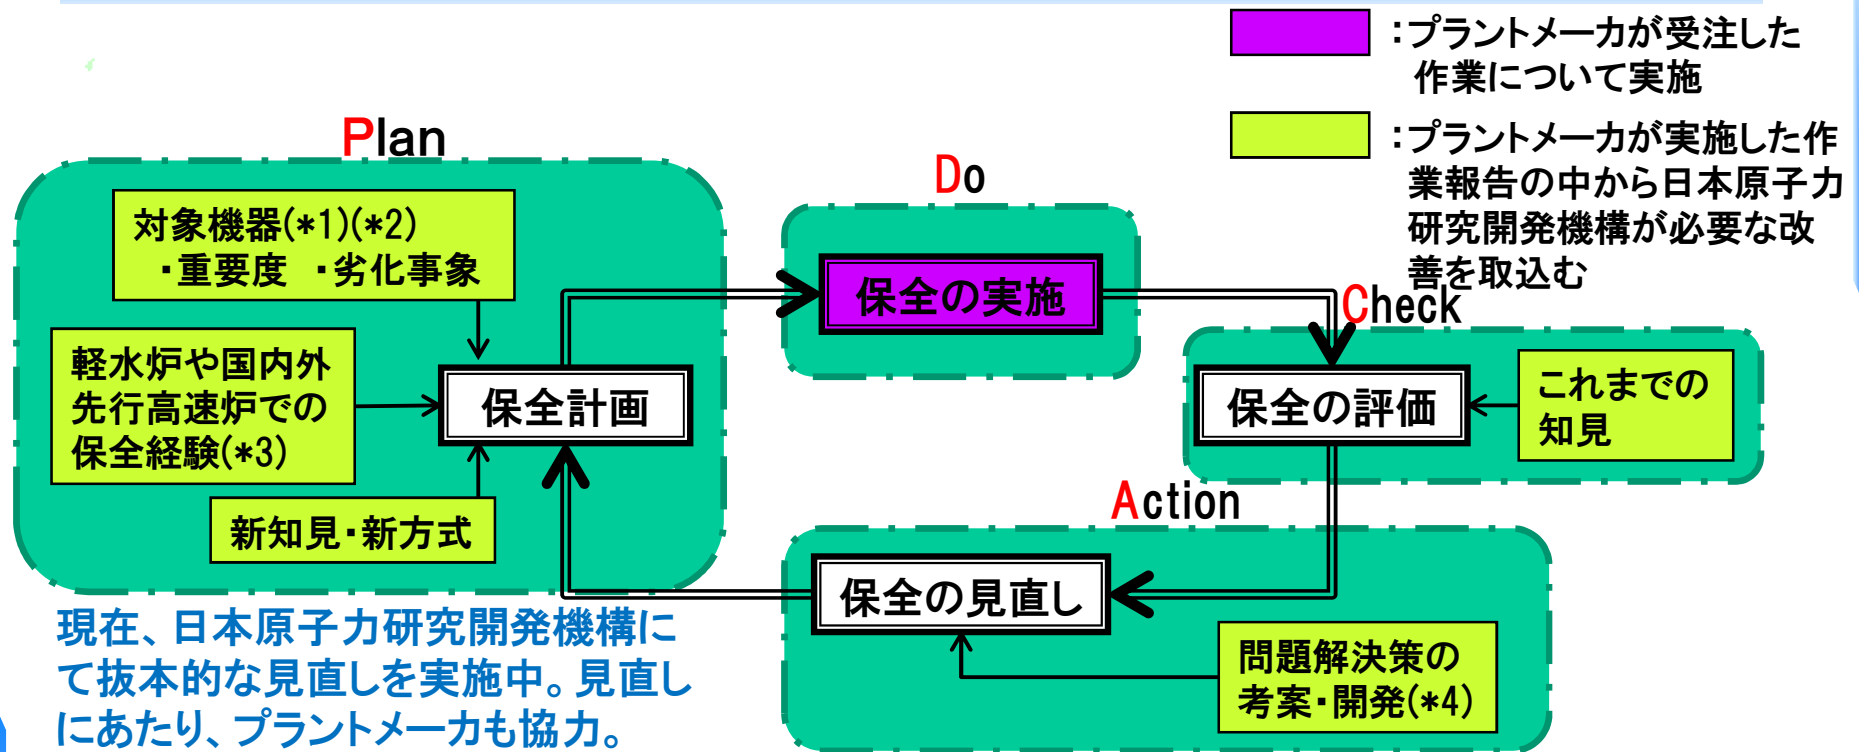 ：プラントメーカが受注した
作業について実施
：プラントメーカが実施した作
業報告の中から日本原子力
研究開発機構が必要な改
善を取込む
Plan
対象機器(*1)(*2)
・重要度 ・劣化事象
軽水炉や国内外
先行高速炉での
保全経験(*3)
新知見・新方式
保全計画
Do
保全の実施
Check
保全の評価
これまでの
知見
Action
保全の見直し
問題解決策の
考案・開発(*4)
現在、日本原子力研究開発機構に
て抜本的な見直しを実施中。見直し
にあたり、プラントメーカも協力。